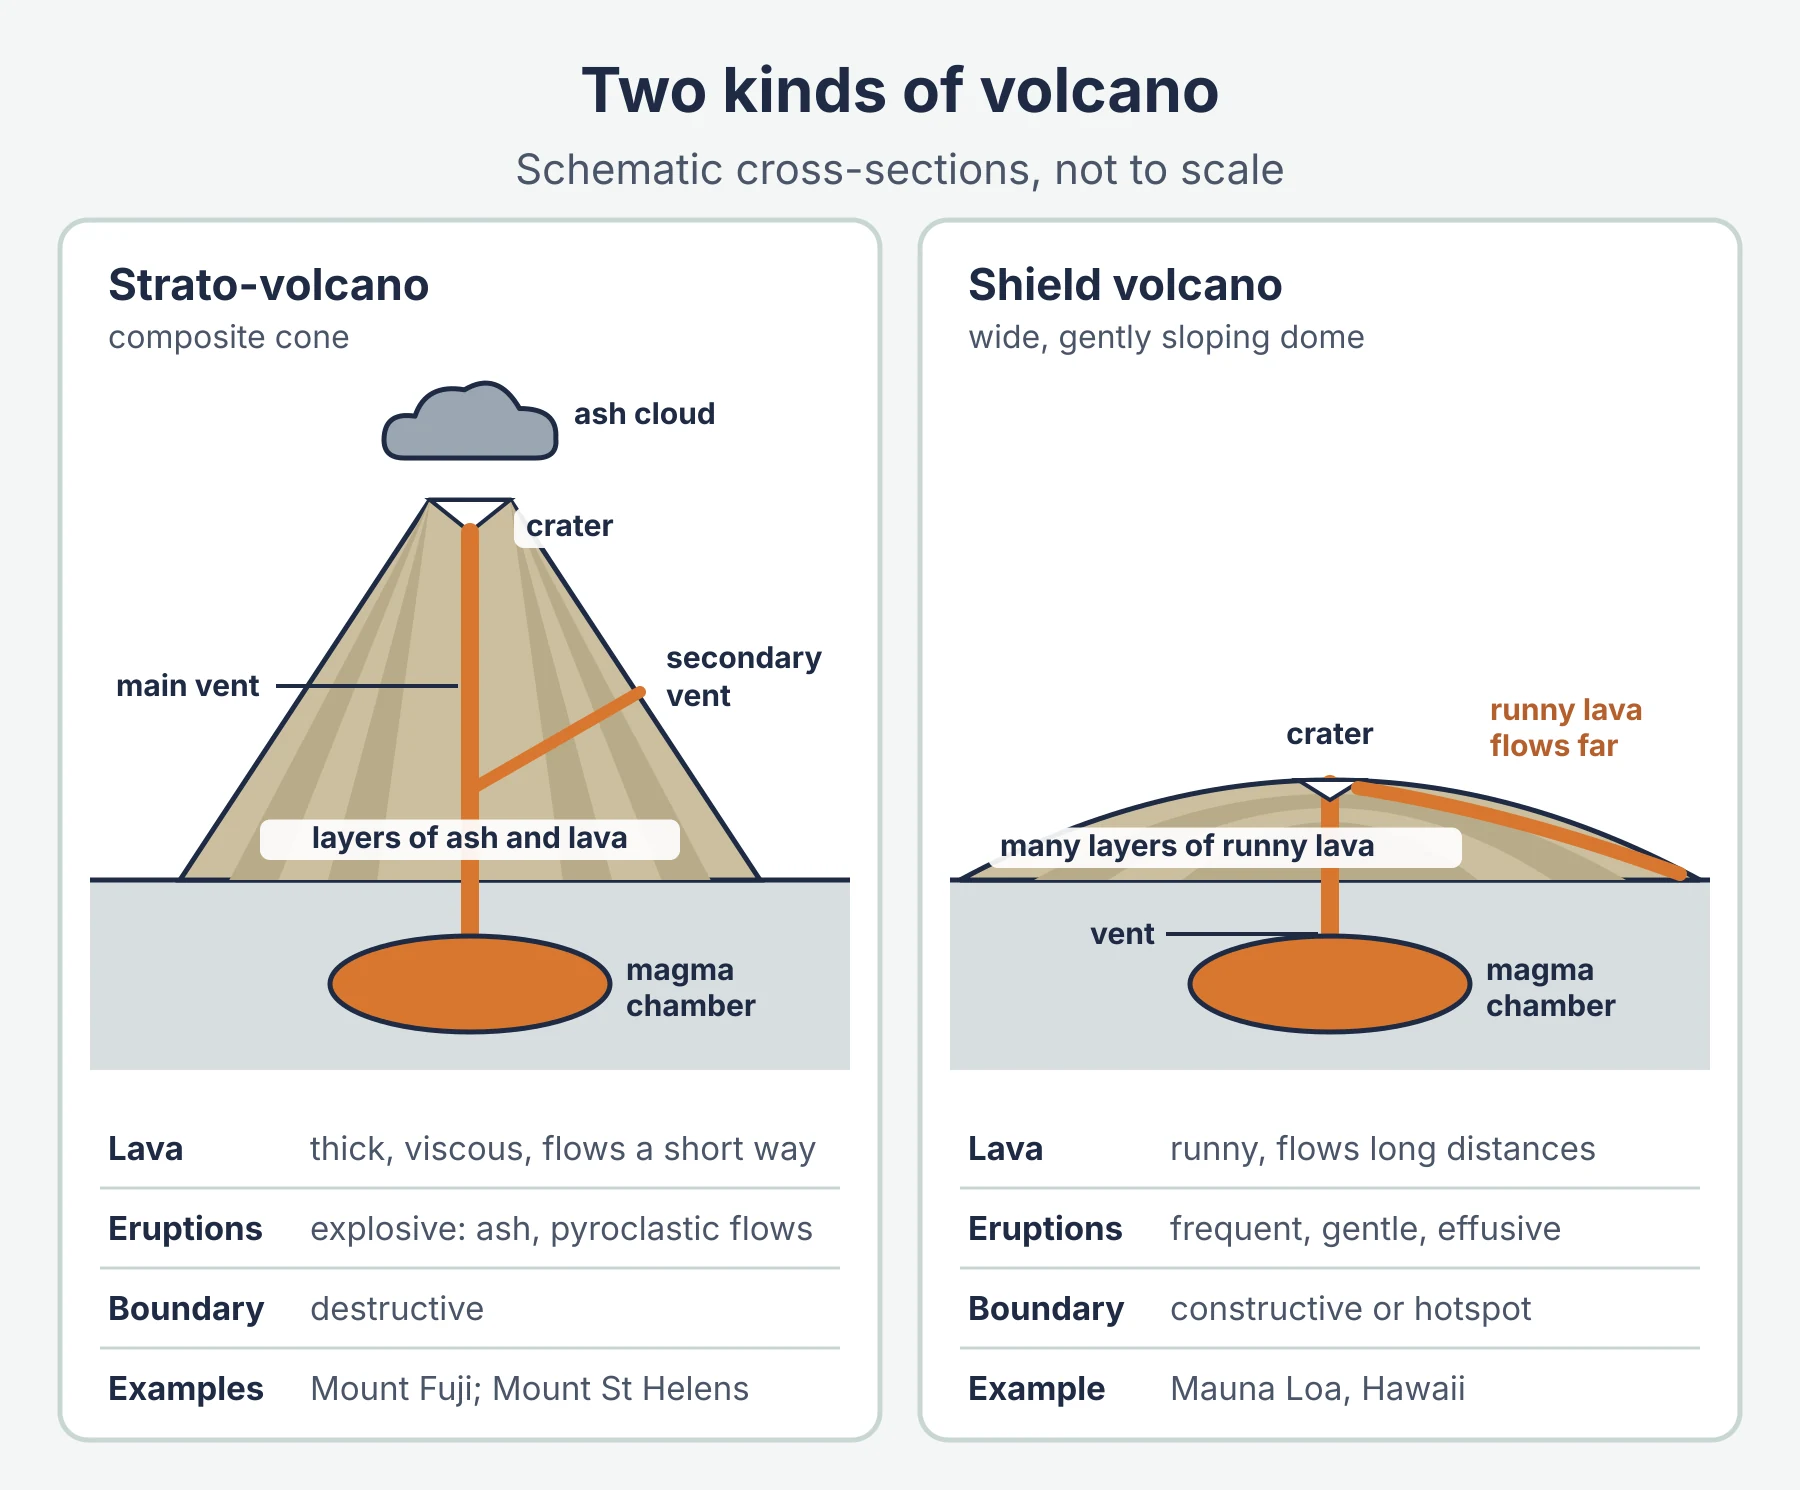 Two kinds of volcano
Schematic cross-sections, not to scale
Strato-volcano
composite cone
ash cloud
crater
main vent
secondary
vent
layers of ash and lava
magma
chamber
Lava thick, viscous, flows a short way
Eruptions explosive: ash, pyroclastic flows
Boundary destructive
Examples Mount Fuji; Mount St Helens
Shield volcano
wide, gently sloping dome
runny lava
flows far
crater
many layers of runny lava
vent
magma
chamber
Lava runny, flows long distances
Eruptions frequent, gentle, effusive
Boundary constructive or hotspot
Example Mauna Loa, Hawaii